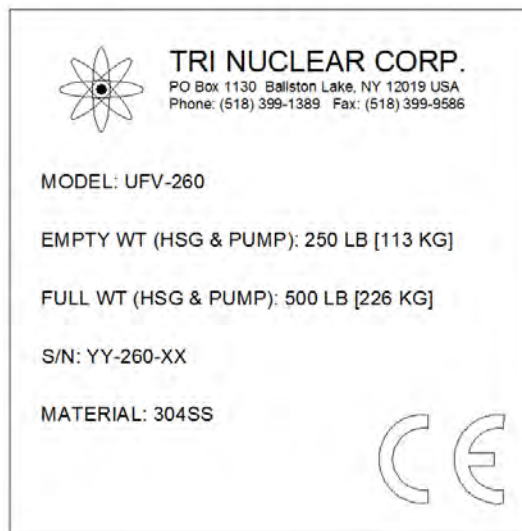 TRI NUCLEAR CORP.
PO Box 1130 Ballston Lake, NY 12019 USA
Phone: (518) 399-1389 Fax: (518) 399-9586
MODEL: UFV-260
EMPTY WT (HSG & PUMP): 250 LB [113 KG]
FULL WT (HSG & PUMP): 500 LB [226 KG]
S/N: YY-260-XX
MATERIAL: 304SS
CE